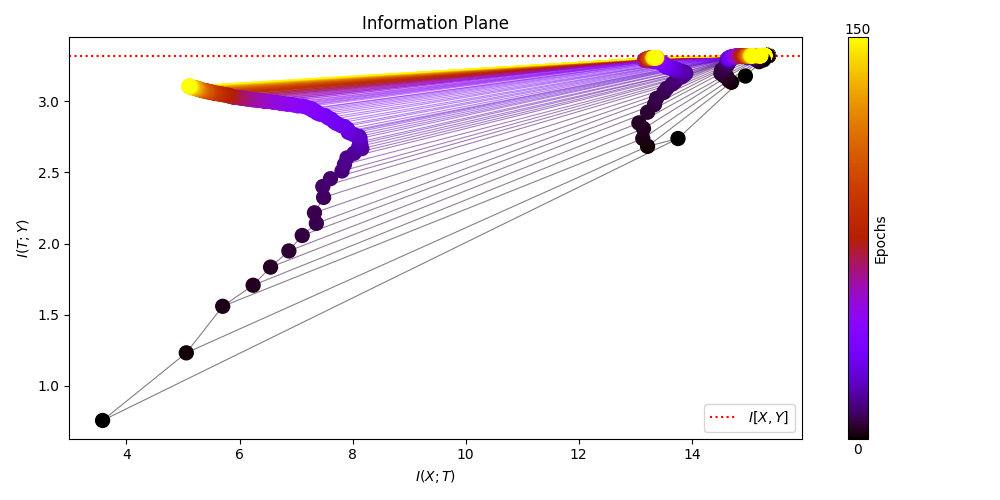 Information Plane
150
3.0
2.5
2.0
1.5
1.0
I(T; Y)
4
6
8
10
12
14
I(X; T)
I[X, Y]
Epochs
0